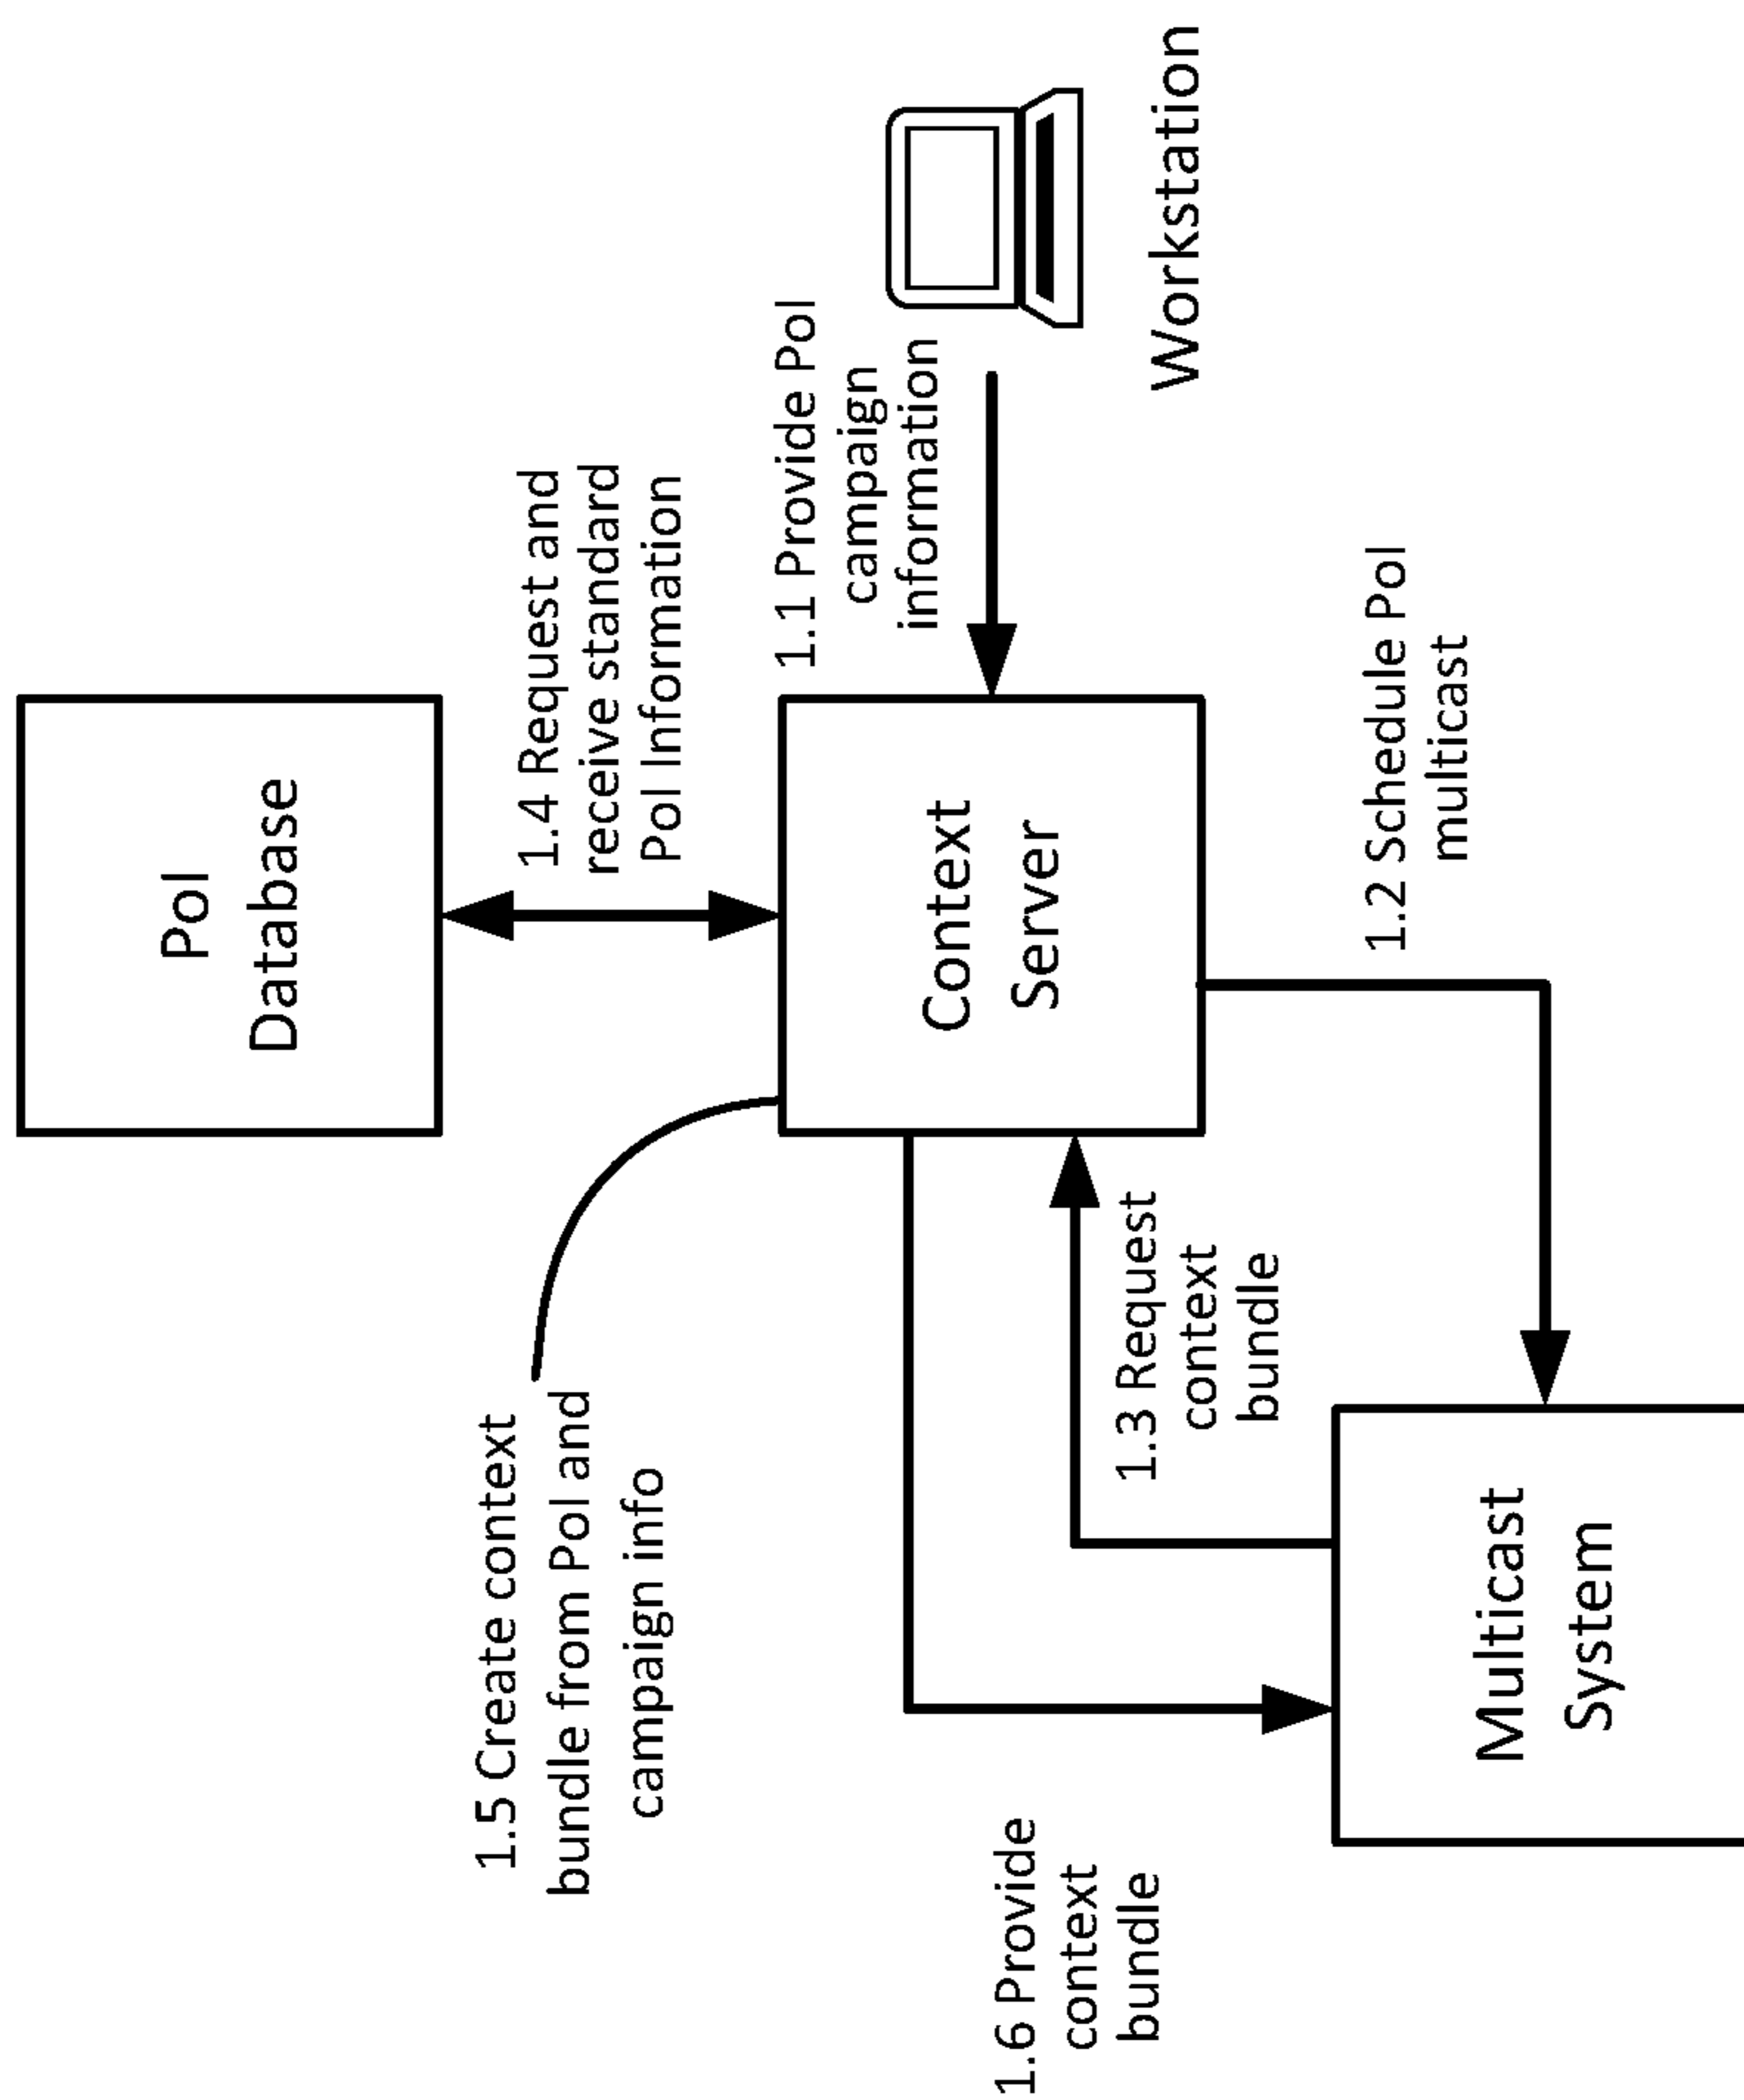 PoI
Database
1.4 Request and
receive standard
PoI Information
1.1 Provide PoI
campaign
information
Workstation
Context
Server
1.5 Create context
bundle from PoI and
campaign info
1.3 Request
context
bundle
1.2 Schedule PoI
multicast
1.6 Provide
context
bundle
Multicast
System